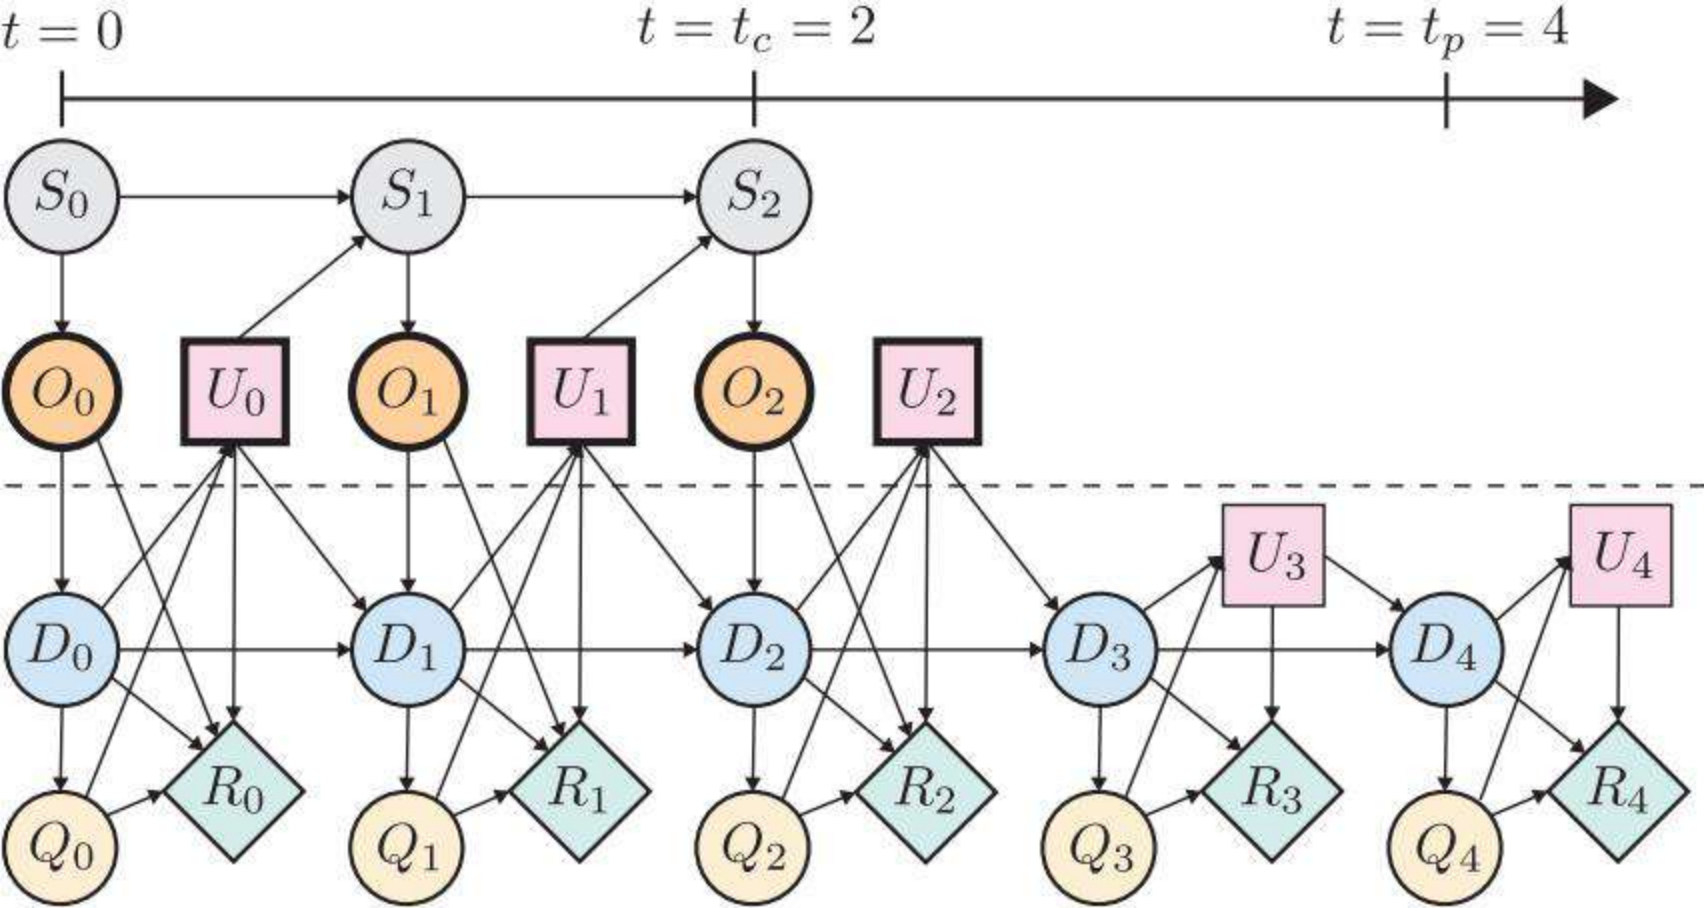 t = 0 t = t_c = 2 t = t_p = 4
S_0 S_1 S_2
O_0 U_0 O_1 U_1 O_2 U_2
U_3 U_4
D_0 D_1 D_2 D_3 D_4
R_0 R_1 R_2 R_3 R_4
Q_0 Q_1 Q_2 Q_3 Q_4